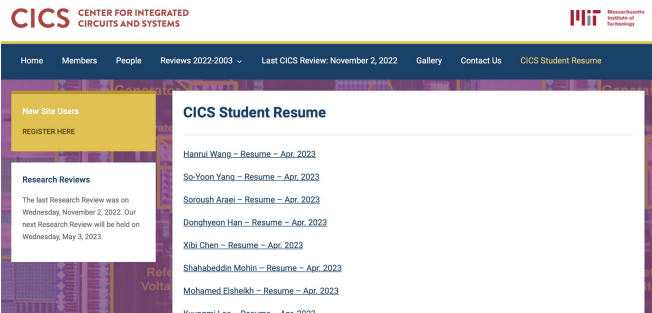 CICS CENTER FOR INTEGRATED
CIRCUITS AND SYSTEMS
Massachusetts
Institute of
Technology
Home Members People Reviews 2022-2003 Last CICS Review: November 2, 2022 Gallery Contact Us CICS Student Resume
New Site Users
REGISTER HERE
Research Reviews
The last Research Review was on
Wednesday, November 2, 2022. Our
next Research Review will be held on
Wednesday, May 3, 2023.
CICS Student Resume
Hanrui Wang – Resume – Apr. 2023
So-Yoon Yang – Resume – Apr. 2023
Soroush Araei – Resume – Apr. 2023
Donghyeon Han – Resume – Apr. 2023
Xibi Chen – Resume – Apr. 2023
Shahabeddin Mohin – Resume – Apr. 2023
Mohamed Elsheikh – Resume – Apr. 2023
Kyungmi Lee – Resume – Apr. 2023